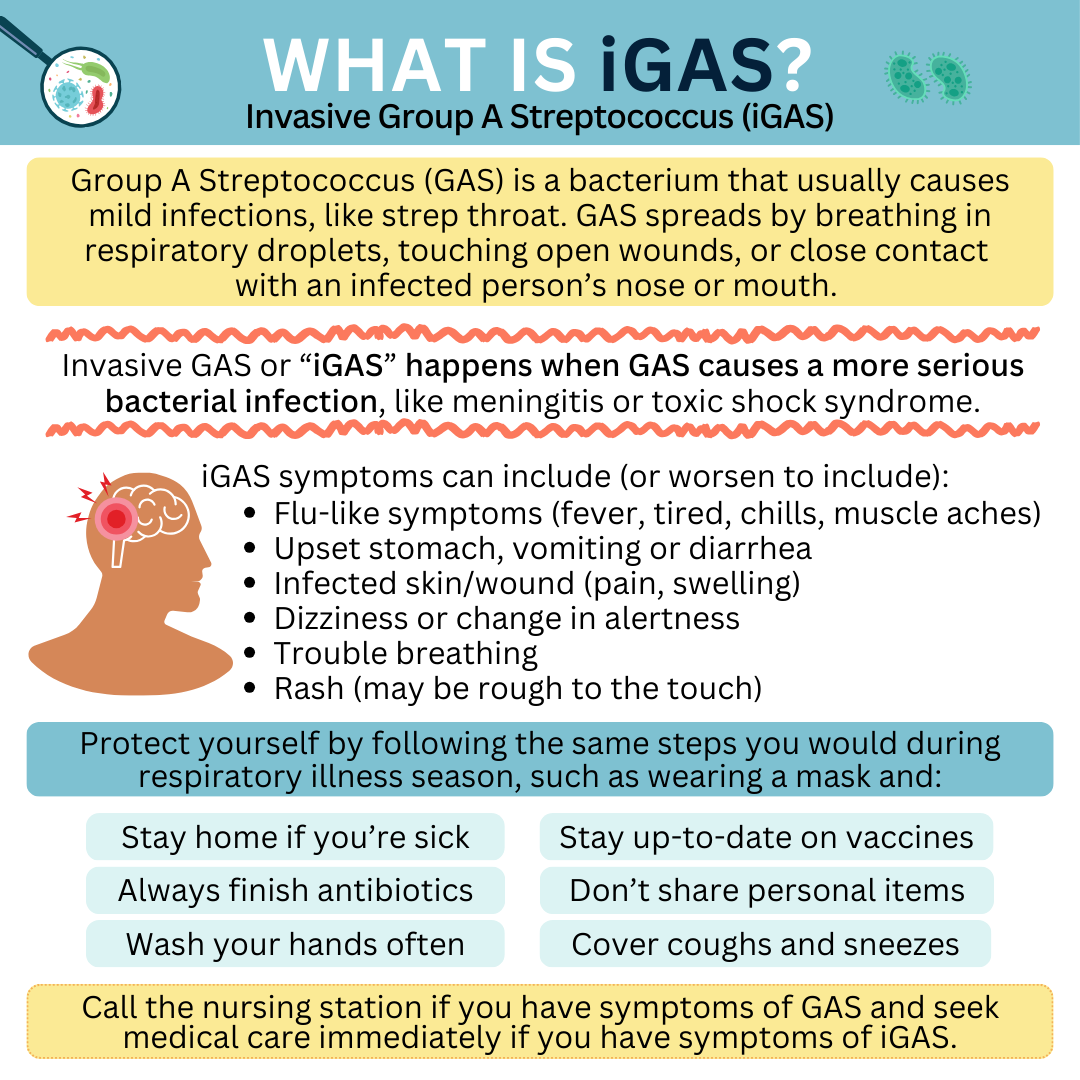 WHAT IS iGAS?
Invasive Group A Streptococcus (iGAS)
Group A Streptococcus (GAS) is a bacterium that usually causes
mild infections, like strep throat. GAS spreads by breathing in
respiratory droplets, touching open wounds, or close contact
with an infected person’s nose or mouth.
Invasive GAS or “iGAS” happens when GAS causes a more serious
bacterial infection, like meningitis or toxic shock syndrome.
iGAS symptoms can include (or worsen to include):
• Flu-like symptoms (fever, tired, chills, muscle aches)
• Upset stomach, vomiting or diarrhea
• Infected skin/wound (pain, swelling)
• Dizziness or change in alertness
• Trouble breathing
• Rash (may be rough to the touch)
Protect yourself by following the same steps you would during
respiratory illness season, such as wearing a mask and:
Stay home if you’re sick
Stay up-to-date on vaccines
Always finish antibiotics
Don’t share personal items
Wash your hands often
Cover coughs and sneezes
Call the nursing station if you have symptoms of GAS and seek
medical care immediately if you have symptoms of iGAS.